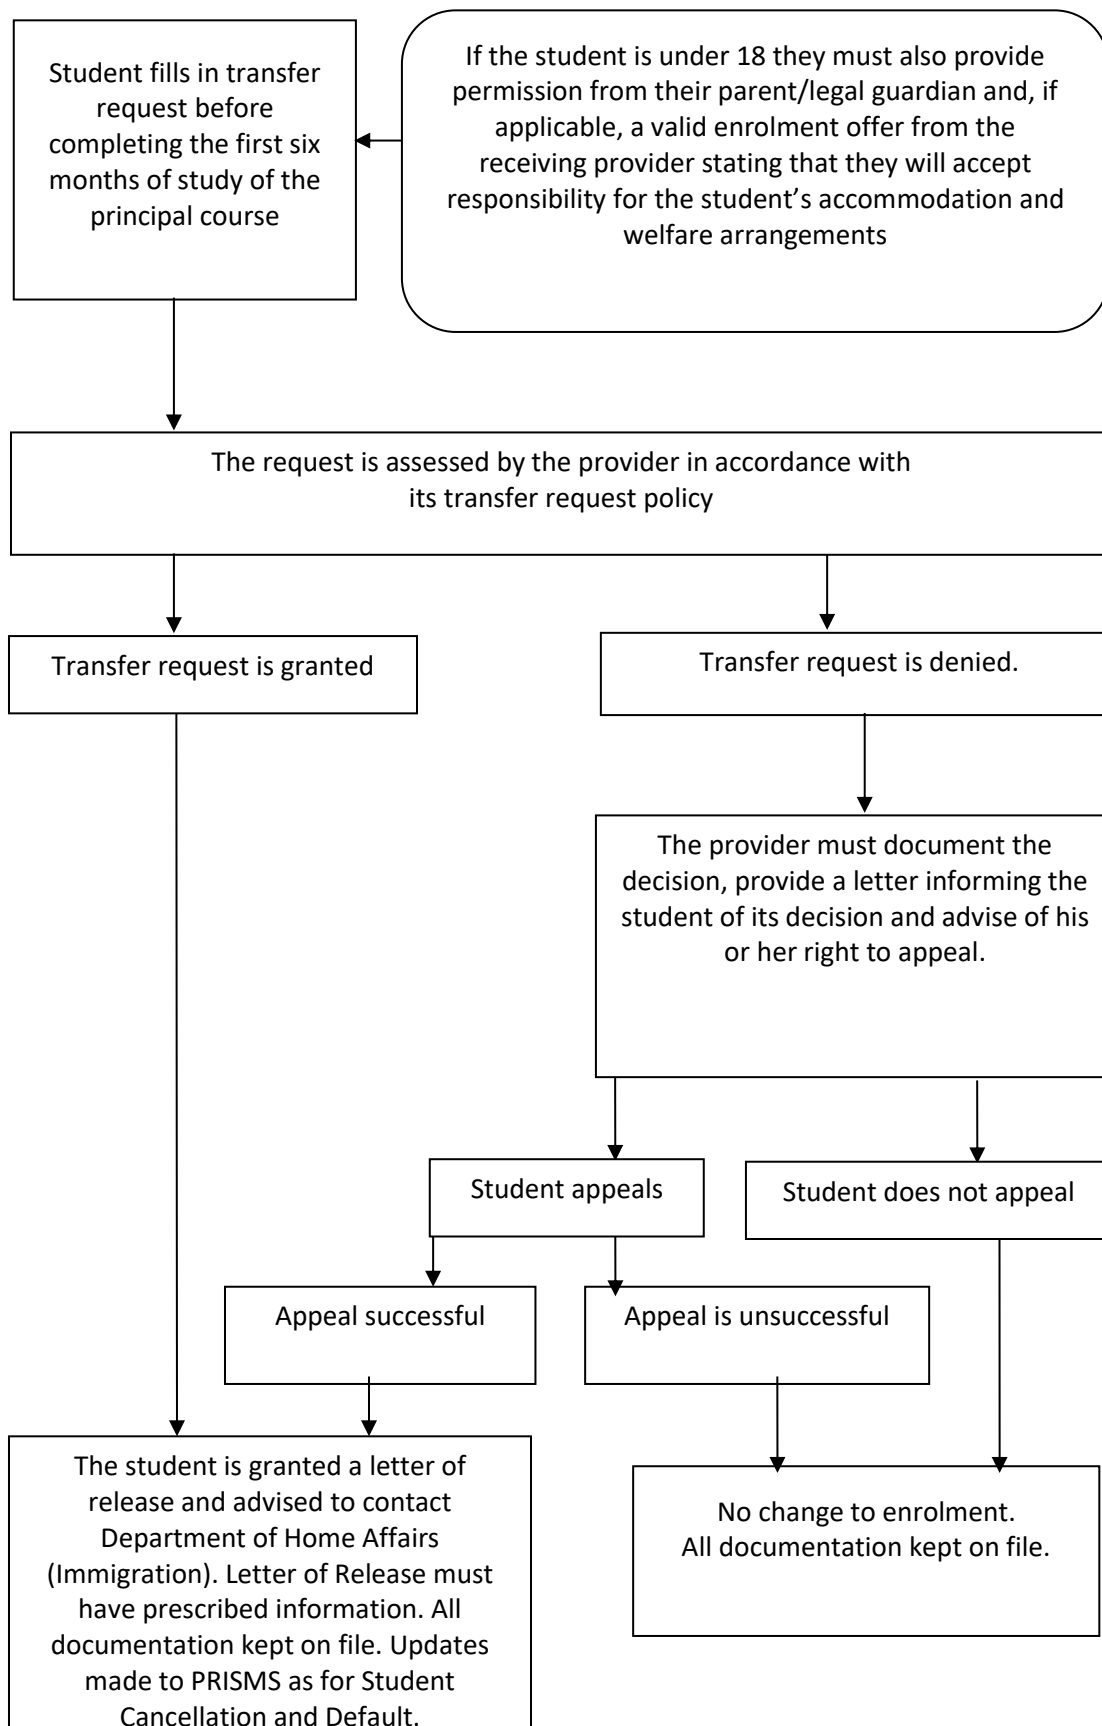 Student fills in transfer
request before
completing the first six
months of study of the
principal course
If the student is under 18 they must also provide
permission from their parent/legal guardian and, if
applicable, a valid enrolment offer from the
receiving provider stating that they will accept
responsibility for the student’s accommodation and
welfare arrangements
The request is assessed by the provider in accordance with
its transfer request policy
Transfer request is granted
Transfer request is denied.
The provider must document the
decision, provide a letter informing the
student of its decision and advise of his
or her right to appeal.
Student appeals
Student does not appeal
Appeal successful
Appeal is unsuccessful
The student is granted a letter of
release and advised to contact
Department of Home Affairs
(Immigration). Letter of Release must
have prescribed information. All
documentation kept on file. Updates
made to PRISMS as for Student
Cancellation and Default.
No change to enrolment.
All documentation kept on file.